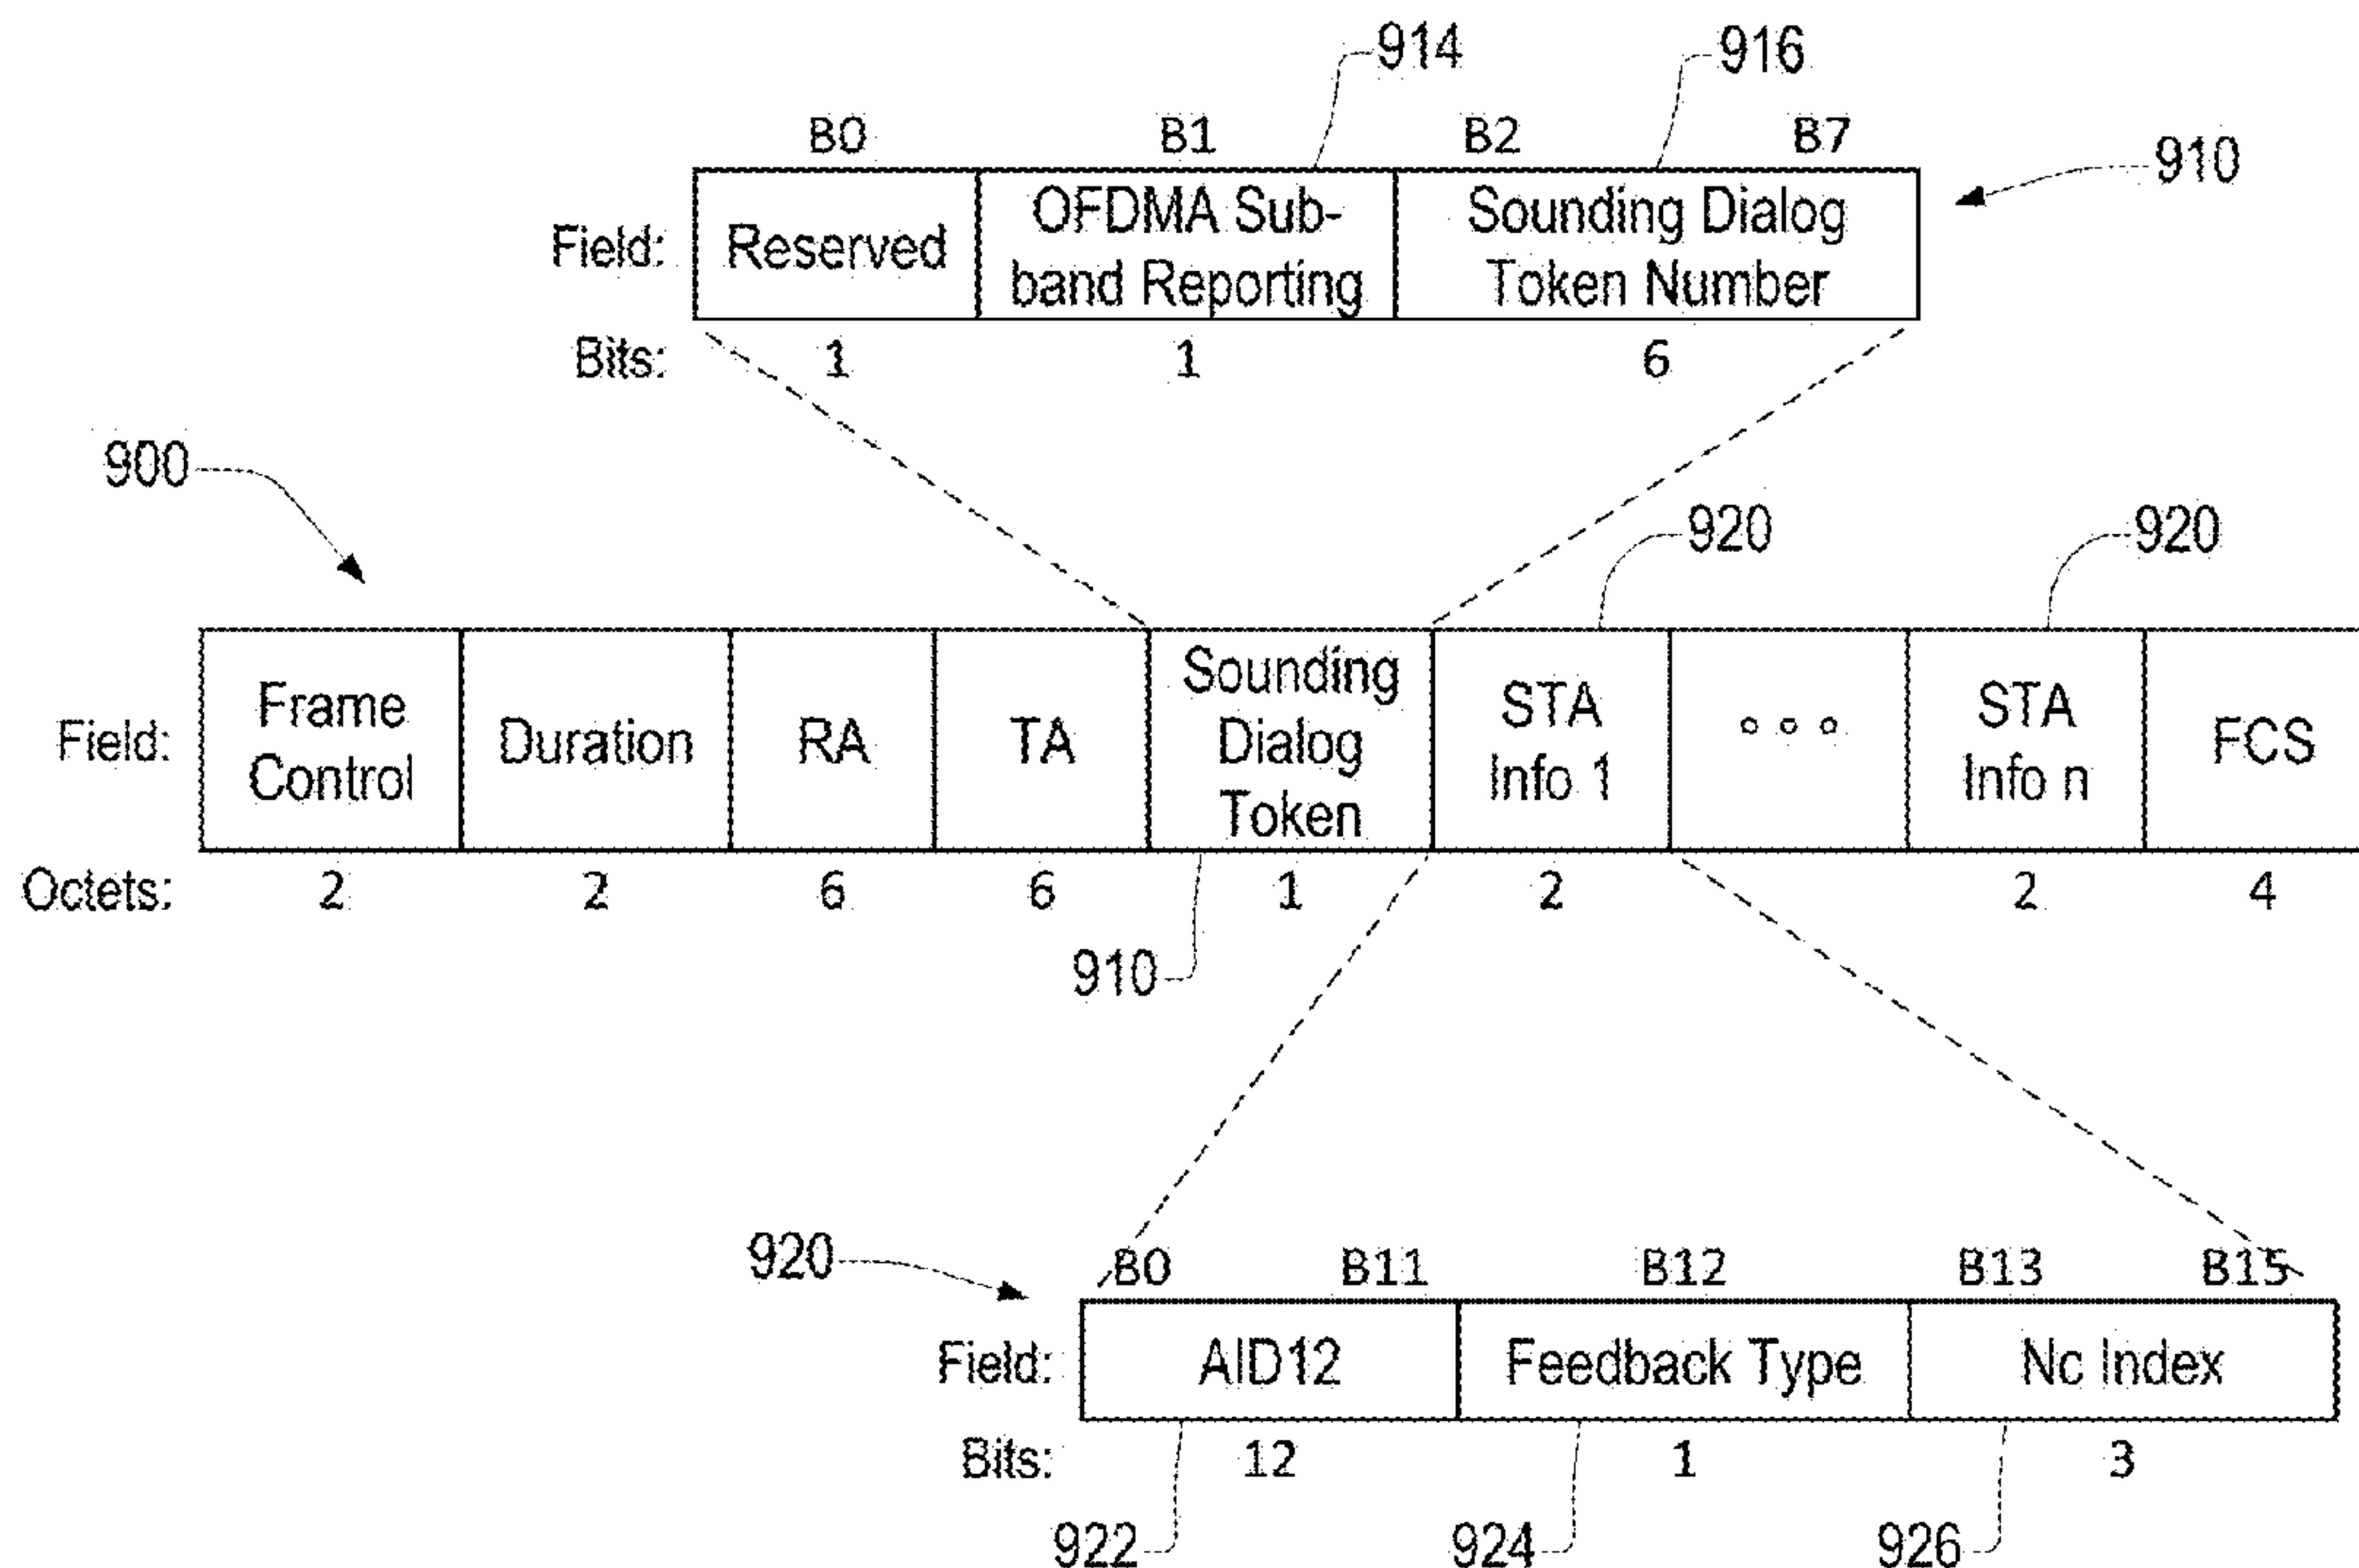 914 916
B0 B1 B2 B7 910
Field: Reserved OFDMA Sub-band Reporting Sounding Dialog Token Number
Bits: 1 1 6
900 920 920
Field: Frame Control Duration RA TA Sounding Dialog Token STA Info 1 ∘ ∘ ∘ STA Info n FCS
Octets: 2 2 6 6 1 2 2 4
910
920 B0 B11 B12 B13 B15
Field: AID12 Feedback Type Nc Index
Bits: 12 1 3
922 924 926